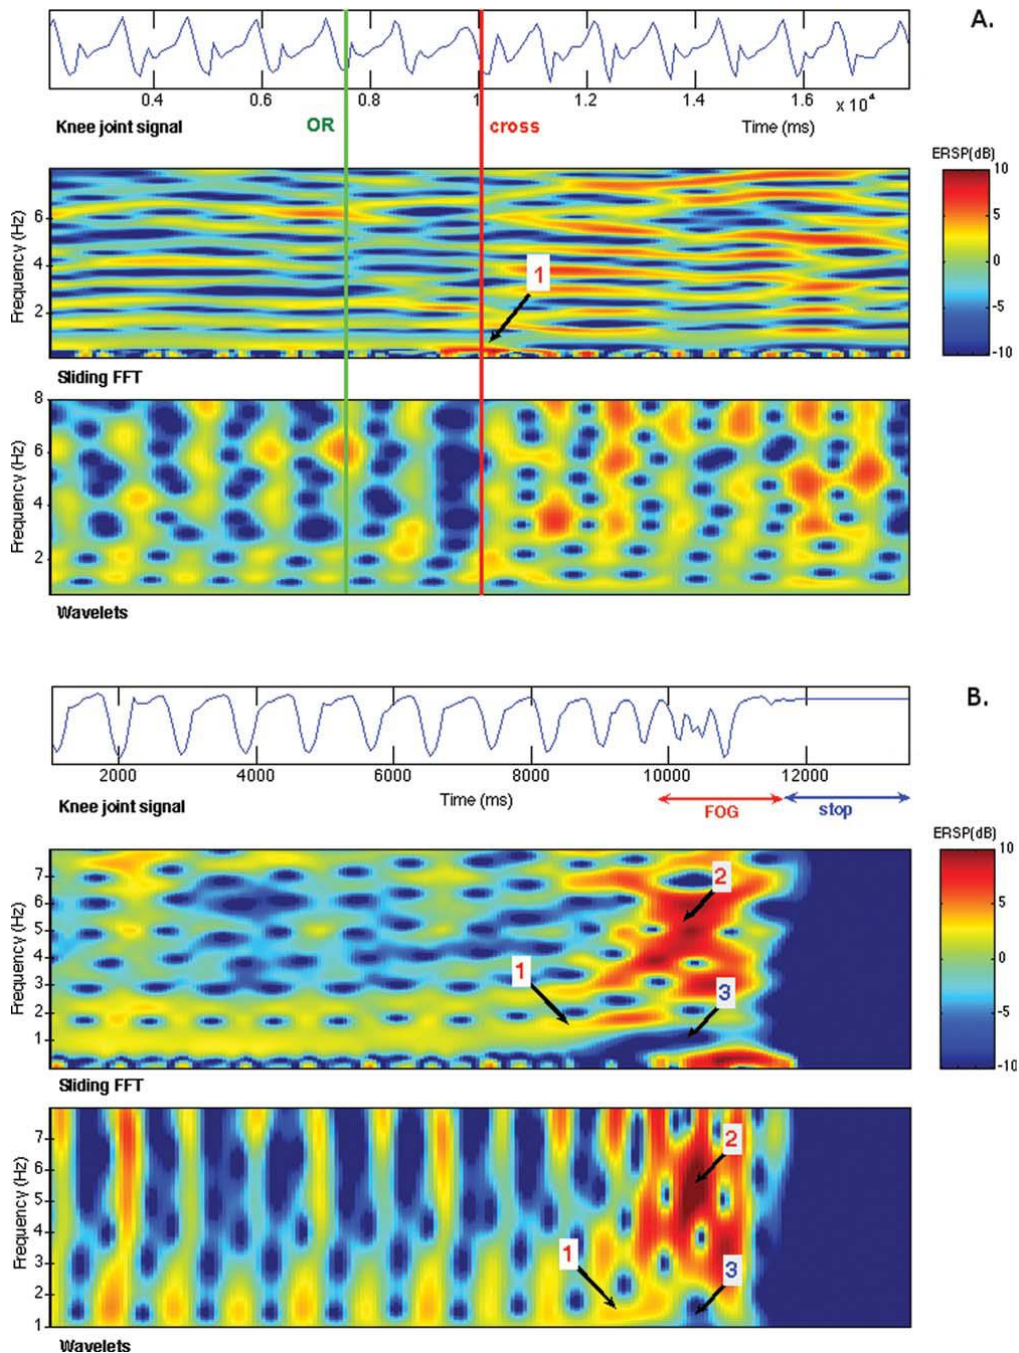 A.
0.4 0.6 0.8 1 1.2 1.4 1.6 x 10⁴
Knee joint signal OR cross Time (ms)
ERSP(dB)
10
5
0
-5
-10
Frequency (Hz)
6
4
2
1
Sliding FFT
Frequency (Hz)
8
6
4
2
Wavelets
B.
2000 4000 6000 8000 10000 12000
Knee joint signal Time (ms) FOG stop
ERSP(dB)
10
5
0
-5
-10
Frequency (Hz)
7
6
5
4
3
2
1
1
2
3
Sliding FFT
Frequency (Hz)
7
6
5
4
3
2
1
1
2
3
Wavelets